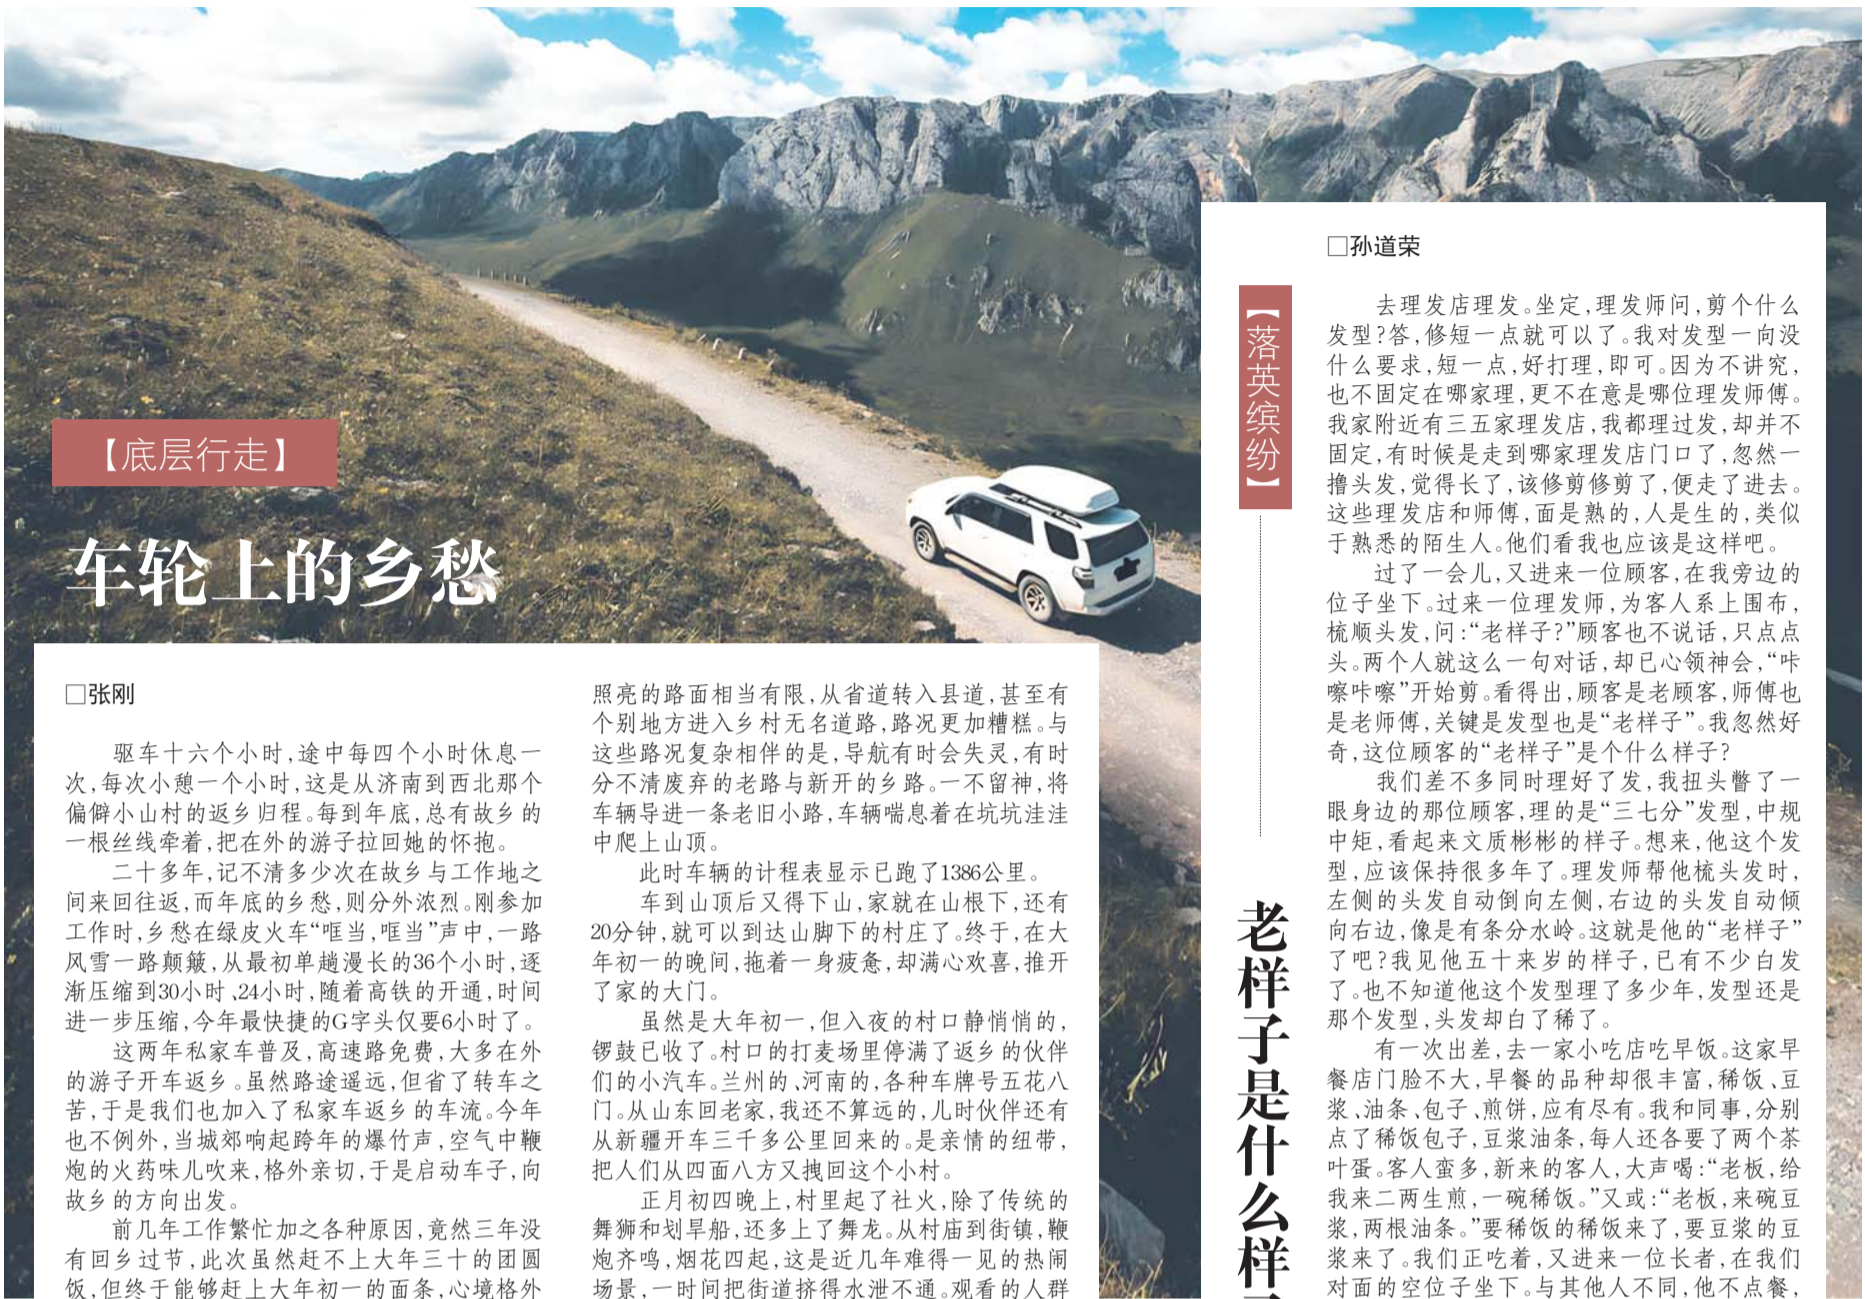 【底层行走】
车轮上的乡愁
□张刚
驱车十六个小时,途中每四个小时休息一
次,每次小憩一个小时,这是从济南到西北那个
偏僻小山村的返乡归程。每到年底,总有故乡的
一根丝线牵着,把在外的游子拉回她的怀抱。
二十多年,记不清多少次在故乡与工作地之
间来回往返,而年底的乡愁,则分外浓烈。刚参加
工作时,乡愁在绿皮火车“哐当,哐当”声中,一路
风雪一路颠簸,从最初单趟漫长的36个小时,逐
渐压缩到30小时、24小时,随着高铁的开通,时间
进一步压缩,今年最快捷的G字头仅要6小时了。
这两年私家车普及,高速路免费,大多在外
的游子开车返乡。虽然路途遥远,但省了转车之
苦,于是我们也加入了私家车返乡的车流。今年
也不例外,当城郊响起跨年的爆竹声,空气中鞭
炮的火药味儿吹来,格外亲切,于是启动车子,向
故乡的方向出发。
前几年工作繁忙加之各种原因,竟然三年没
有回乡过节,此次虽然赶不上大年三十的团圆
饭,但终于能够赶上大年初一的面条,心境格外
照亮的路面相当有限,从省道转入县道,甚至有
个别地方进入乡村无名道路,路况更加糟糕。与
这些路况复杂相伴的是,导航有时会失灵,有时
分不清废弃的老路与新开的乡路。一不留神,将
车辆导进一条老旧小路,车辆喘息着在坑坑洼洼
中爬上山顶。
此时车辆的计程表显示已跑了1386公里。
车到山顶后又得下山,家就在山根下,还有
20分钟,就可以到达山脚下的村庄了。终于,在大
年初一的晚间,拖着一身疲惫,却满心欢喜,推开
了家的大门。
虽然是大年初一,但入夜的村口静悄悄的,
锣鼓已收了。村口的打麦场里停满了返乡的伙伴
们的小汽车。兰州的、河南的,各种车牌号五花八
门。从山东回老家,我还不算远的,儿时伙伴还有
从新疆开车三千多公里回来的。是亲情的纽带,
把人们从四面八方又拽回这个小村。
正月初四晚上,村里起了社火,除了传统的
舞狮和划旱船,还多上了舞龙。从村庙到街镇,鞭
炮齐鸣,烟花四起,这是近几年难得一见的热闹
场景,一时间把街道挤得水泄不通。观看的人群
【落英缤纷】
老样子是什么样
□孙道荣
去理发店理发。坐定,理发师问,剪个什么
发型?答,修短一点就可以了。我对发型一向没
什么要求,短一点,好打理,即可。因为不讲究,
也不固定在哪家理,更不在意是哪位理发师傅。
我家附近有三五家理发店,我都理过发,却并不
固定,有时候是走到哪家理发店门口了,忽然一
撸头发,觉得长了,该修剪修剪了,便走了进去。
这些理发店和师傅,面是熟的,人是生的,类似
于熟悉的陌生人。他们看我也应该是这样吧。
过了一会儿,又进来一位顾客,在我旁边的
位子坐下。过来一位理发师,为客人系上围布,
梳顺头发,问:“老样子?”顾客也不说话,只点点
头。两个人就这么一句对话,却已心领神会,“咔
嚓咔嚓”开始剪。看得出,顾客是老顾客,师傅也
是老师傅,关键是发型也是“老样子”。我忽然好
奇,这位顾客的“老样子”是个什么样子?
我们差不多同时理好了发,我扭头瞥了一
眼身边的那位顾客,理的是“三七分”发型,中规
中矩,看起来文质彬彬的样子。想来,他这个发
型,应该保持很多年了。理发师帮他梳头发时,
左侧的头发自动倒向左侧,右边的头发自动倾
向右边,像是有条分水岭。这就是他的“老样子”
了吧?我见他五十来岁的样子,已有不少白发
了。也不知道他这个发型理了多少年,发型还是
那个发型,头发却白了稀了。
有一次出差,去一家小吃店吃早饭。这家早
餐店门脸不大,早餐的品种却很丰富,稀饭、豆
浆、油条、包子、煎饼,应有尽有。我和同事,分别
点了稀饭包子,豆浆油条,每人还各要了两个茶
叶蛋。客人蛮多,新来的客人,大声喝:“老板,给
我来二两生煎,一碗稀饭。”又或:“老板,来碗豆
浆,两根油条。”要稀饭的稀饭来了,要豆浆的豆
浆来了。我们正吃着,又进来一位长者,在我们
对面的空位子坐下。与其他人不同,他不点餐,